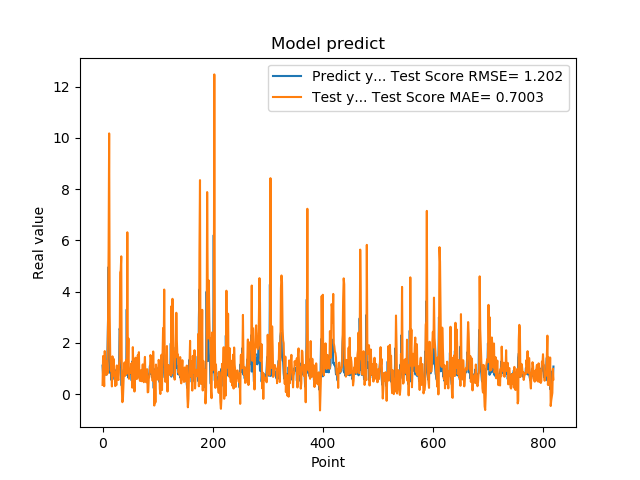 Model predict
Predict y... Test Score RMSE= 1.202
Test y... Test Score MAE= 0.7003
12
10
8
6
4
2
0
Real value
0 200 400 600 800
Point